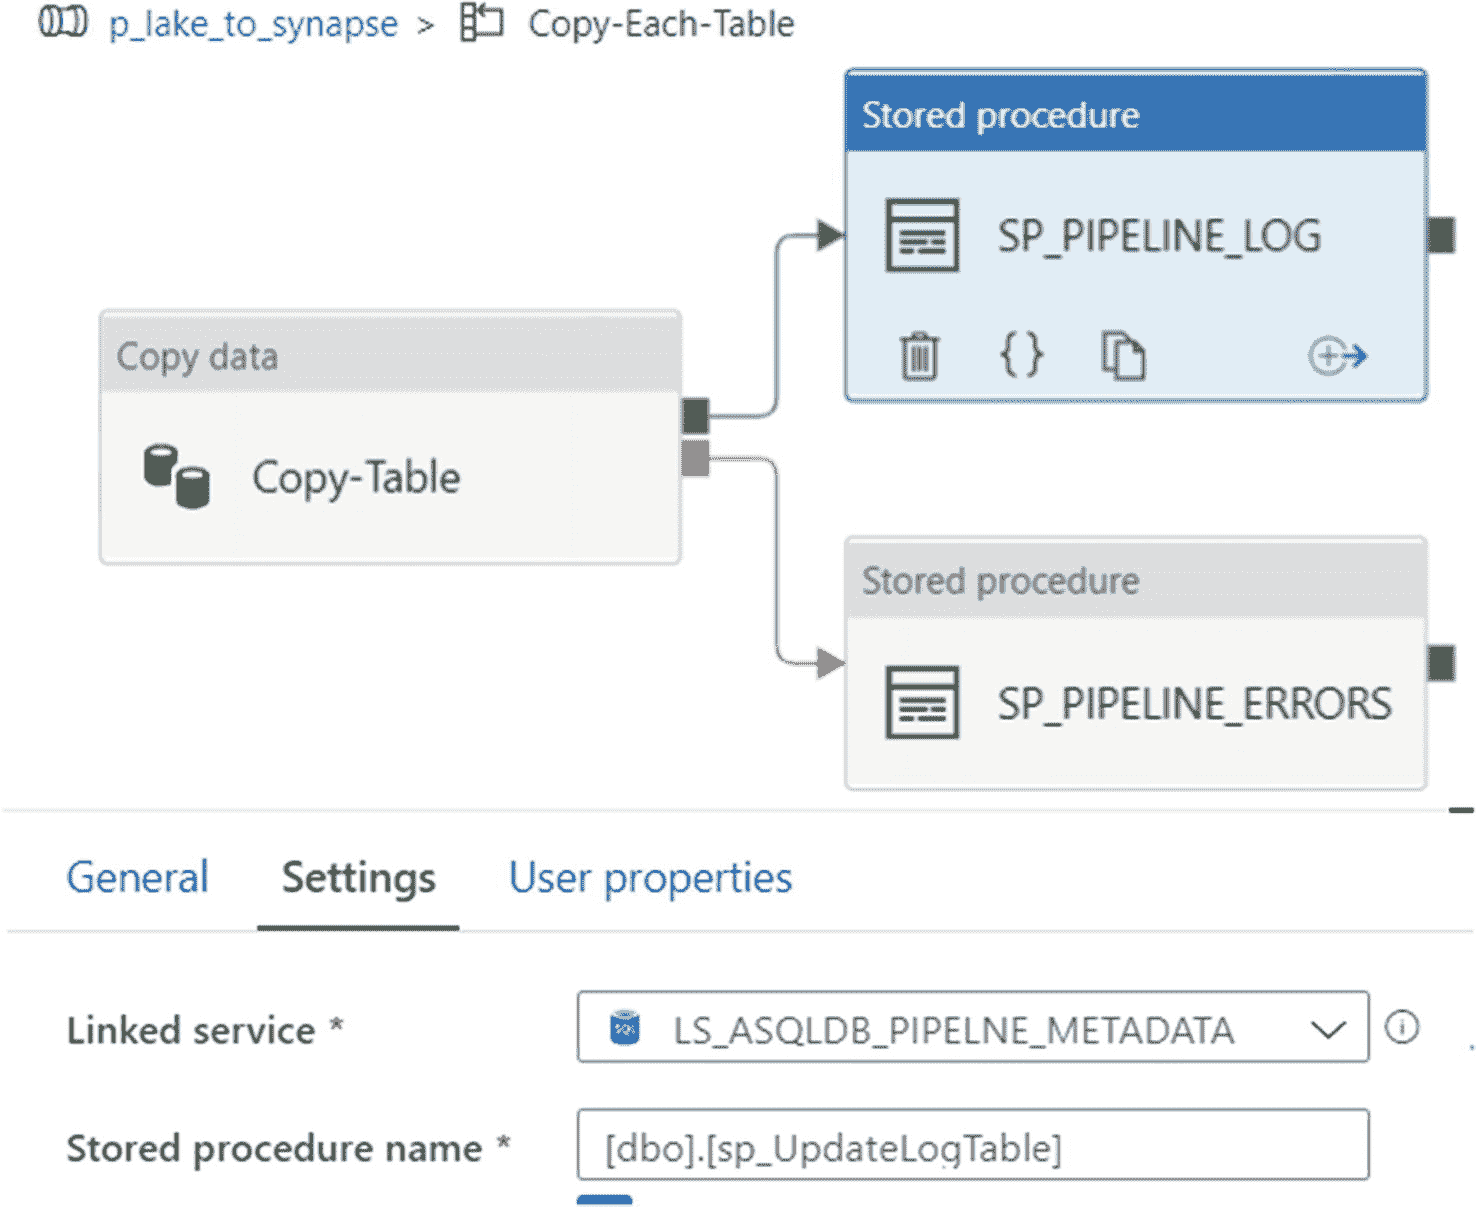 p_lake_to_synapse > Copy-Each-Table
Stored procedure
SP_PIPELINE_LOG
Copy data
Copy-Table
Stored procedure
SP_PIPELINE_ERRORS
General Settings User properties
Linked service * LS_ASQLDB_PIPELNE_METADATA
Stored procedure name * [dbo].[sp_UpdateLogTable]